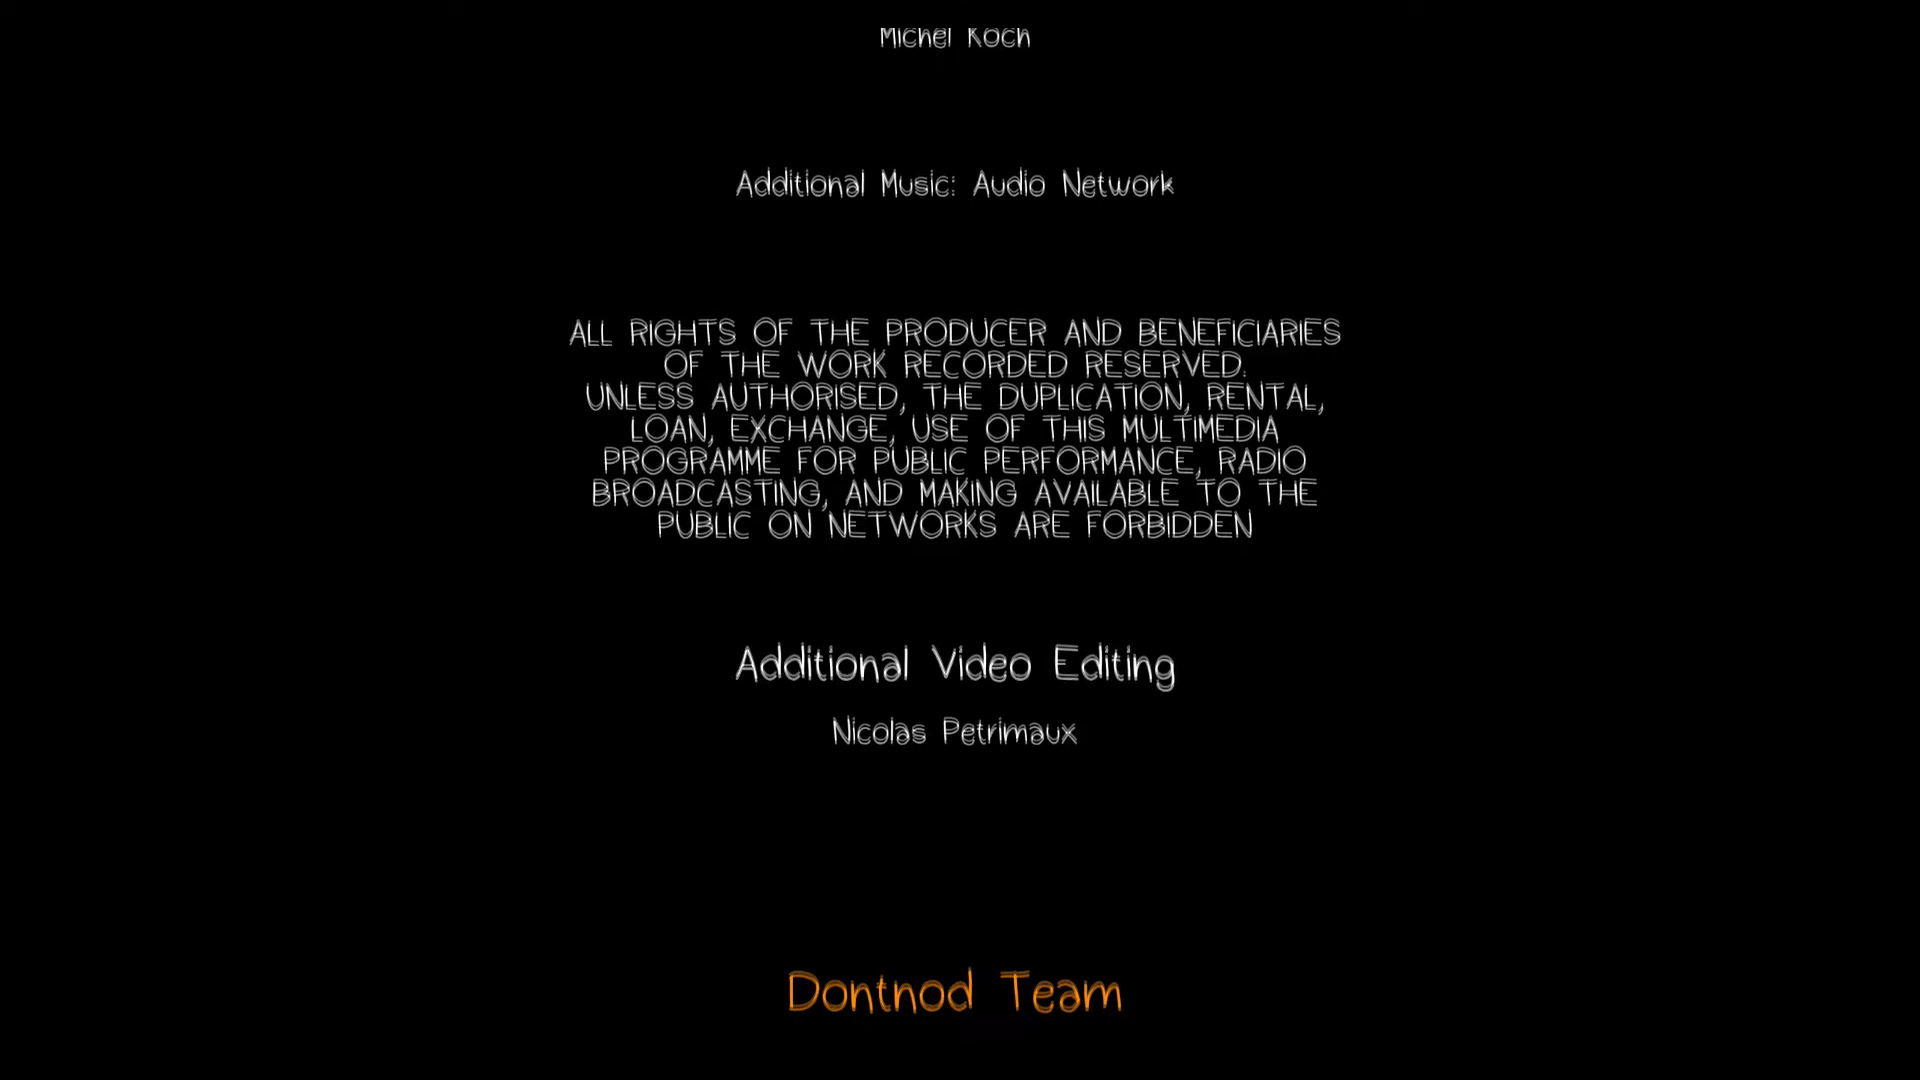 Michel Koch
Additional Music: Audio Network
ALL RIGHTS OF THE PRODUCER AND BENEFICIARIES
OF THE WORK RECORDED RESERVED.
UNLESS AUTHORISED, THE DUPLICATION, RENTAL,
LOAN, EXCHANGE, USE OF THIS MULTIMEDIA
PROGRAMME FOR PUBLIC PERFORMANCE, RADIO
BROADCASTING, AND MAKING AVAILABLE TO THE
PUBLIC ON NETWORKS ARE FORBIDDEN
Additional Video Editing
Nicolas Petrimaux
Dontnod Team